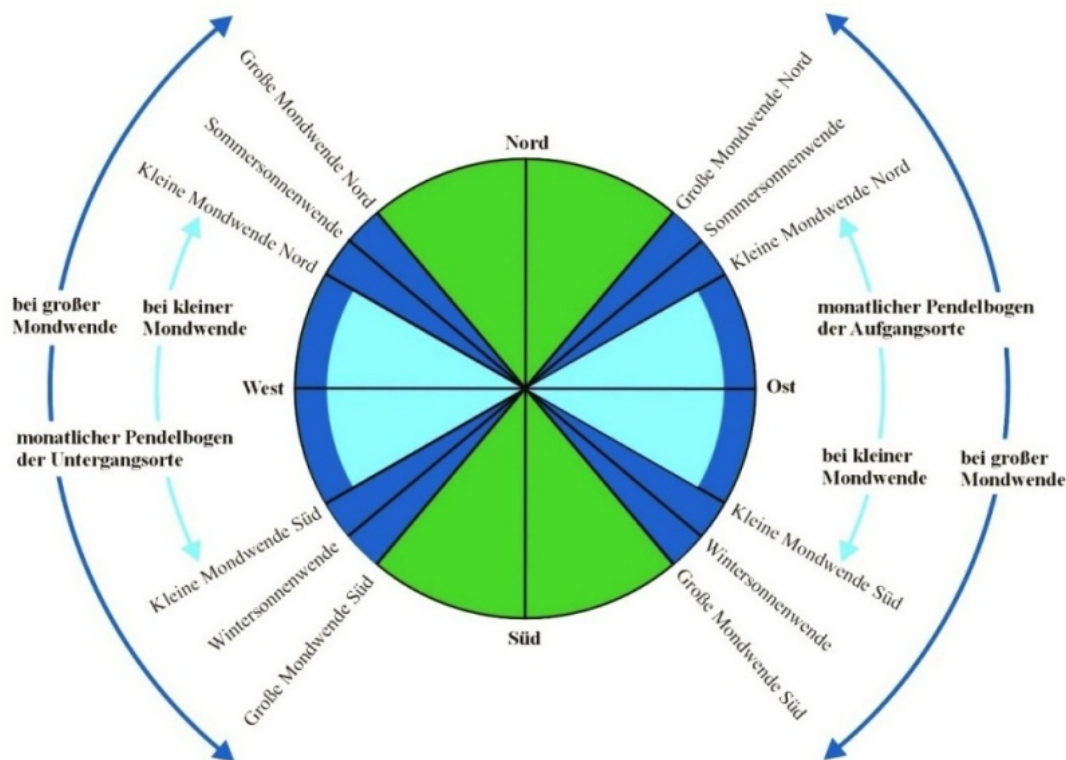 Nord
Große Mondwende Nord
Sommersonnenwende
Kleine Mondwende Nord
Große Mondwende Nord
Sommersonnenwende
Kleine Mondwende Nord
bei großer
Mondwende
bei kleiner
Mondwende
monatlicher Pendelbogen
der Aufgangsorte
West
Ost
monatlicher Pendelbogen
der Untergangsorte
bei kleiner
Mondwende
bei großer
Mondwende
Kleine Mondwende Süd
Wintersonnenwende
Große Mondwende Süd
Kleine Mondwende Süd
Wintersonnenwende
Große Mondwende Süd
Süd